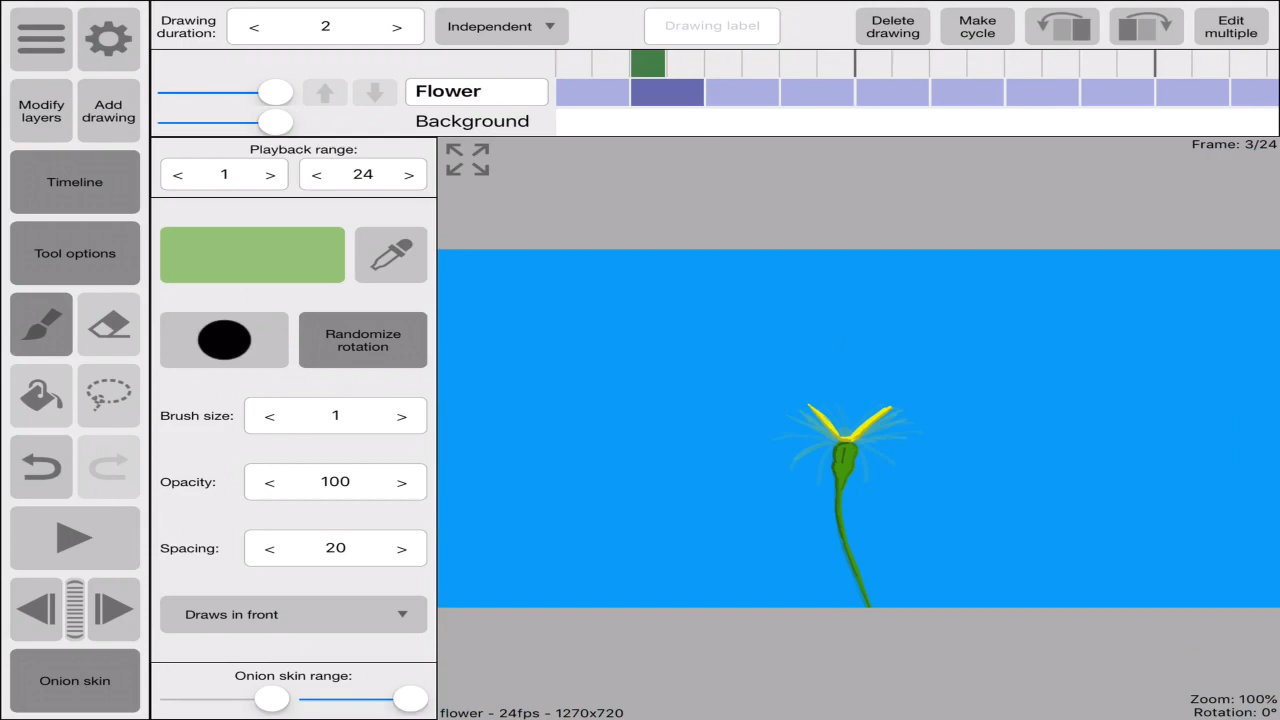 Drawing
duration:
< 2 >
Independent
Drawing label
Delete
drawing
Make
cycle
Edit
multiple
Modify
layers
Add
drawing
Flower
Background
Timeline
Playback range:
< 1 >
< 24 >
Frame: 3/24
Tool options
Randomize
rotation
Brush size:
< 1 >
Opacity:
< 100 >
Spacing:
< 20 >
Draws in front
Onion skin
Onion skin range:
flower - 24fps - 1270x720
Zoom: 100%
Rotation: 0°